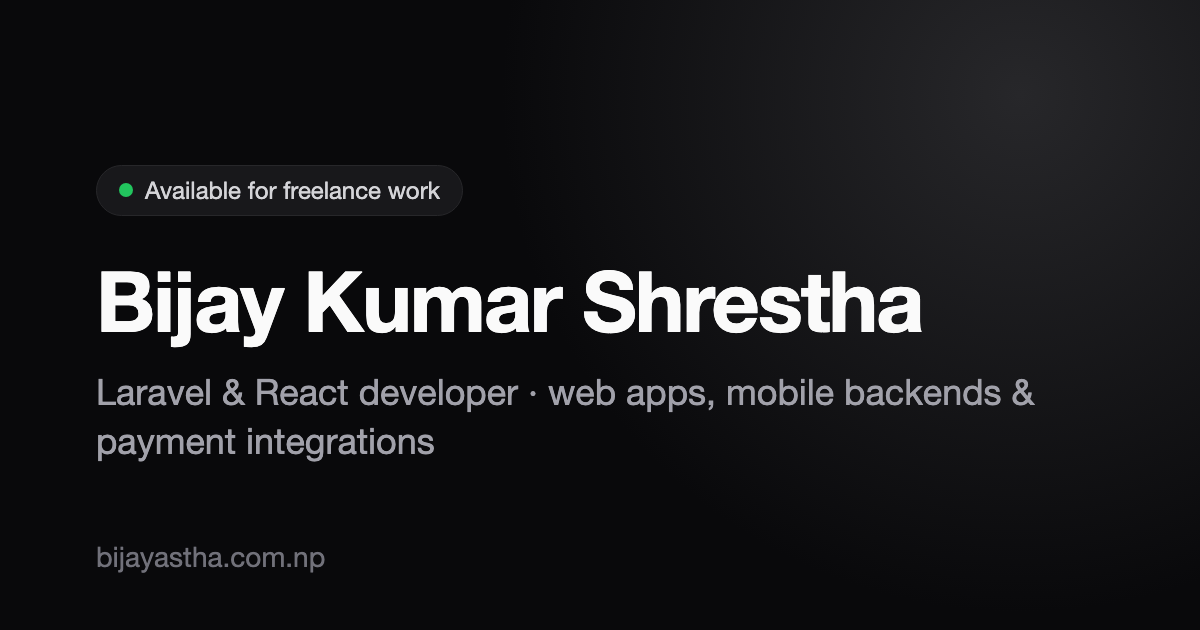 Available for freelance work
Bijay Kumar Shrestha
Laravel & React developer · web apps, mobile backends &
payment integrations
bijayastha.com.np